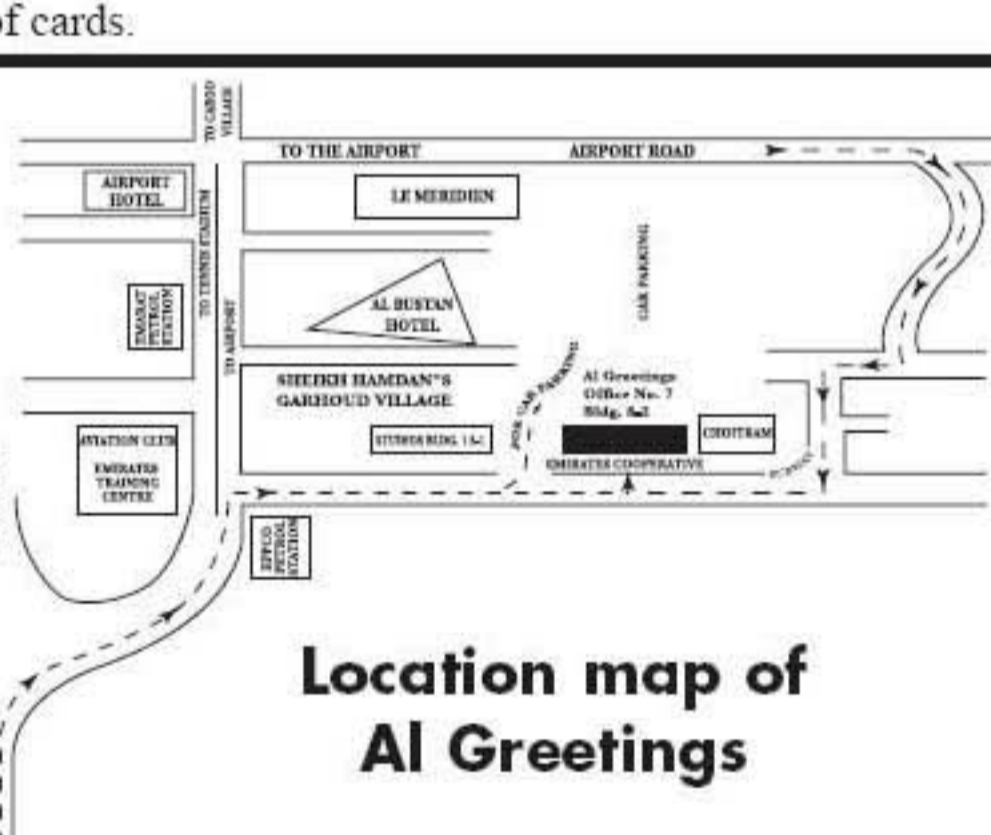 of cards.
TO CARGO
VILLAGE
TO THE AIRPORT
AIRPORT ROAD
AIRPORT
HOTEL
LE MERIDIEN
TO TENNIS STADIUM
CAR PARKING
EMARAT
PETROL
STATION
AL BUSTAN
HOTEL
TO AIRPORT
FOR CAR PARKING
SHEIKH HAMDAN"S
GARHOUD VILLAGE
Al Greetings
Office No. 7
Bldg.
AVIATION CLUB
EMIRATES
TRAINING
CENTRE
BLDG.
CHOITRAM
EMIRATES COOPERATIVE
EPPCO
PETROL
STATION
Location map of
Al Greetings